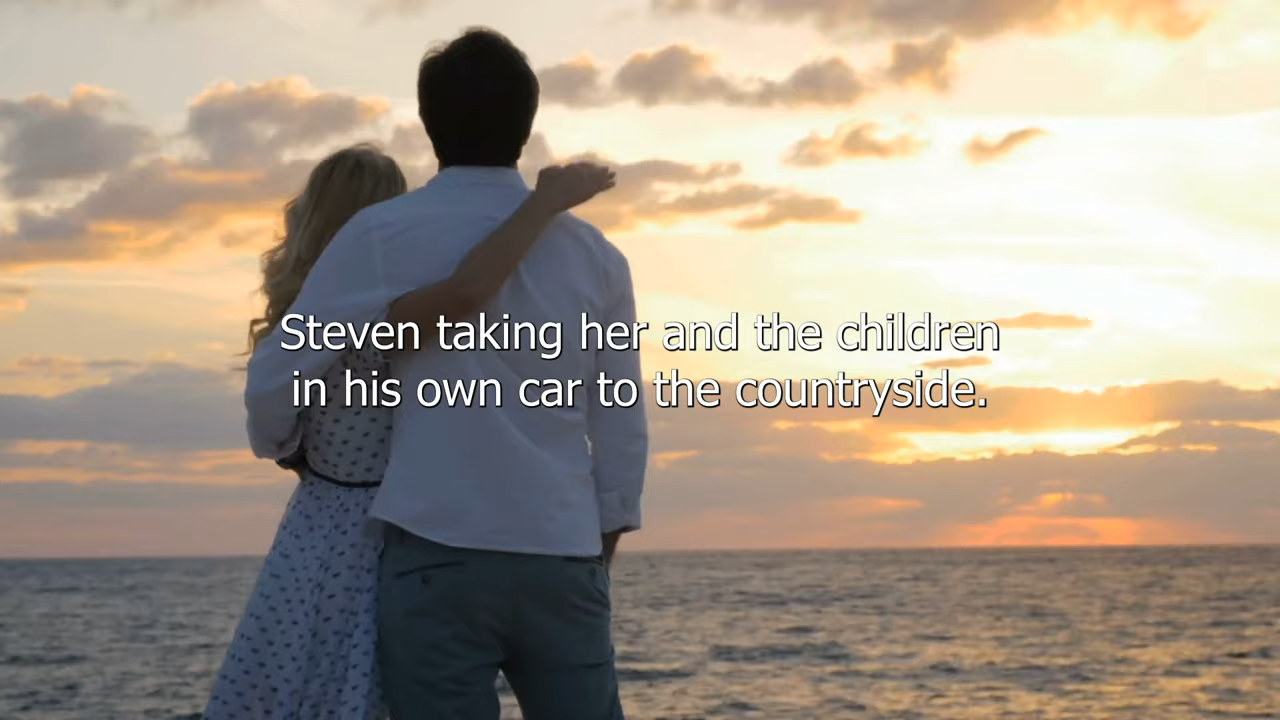 Steven taking her and the children
in his own car to the countryside.